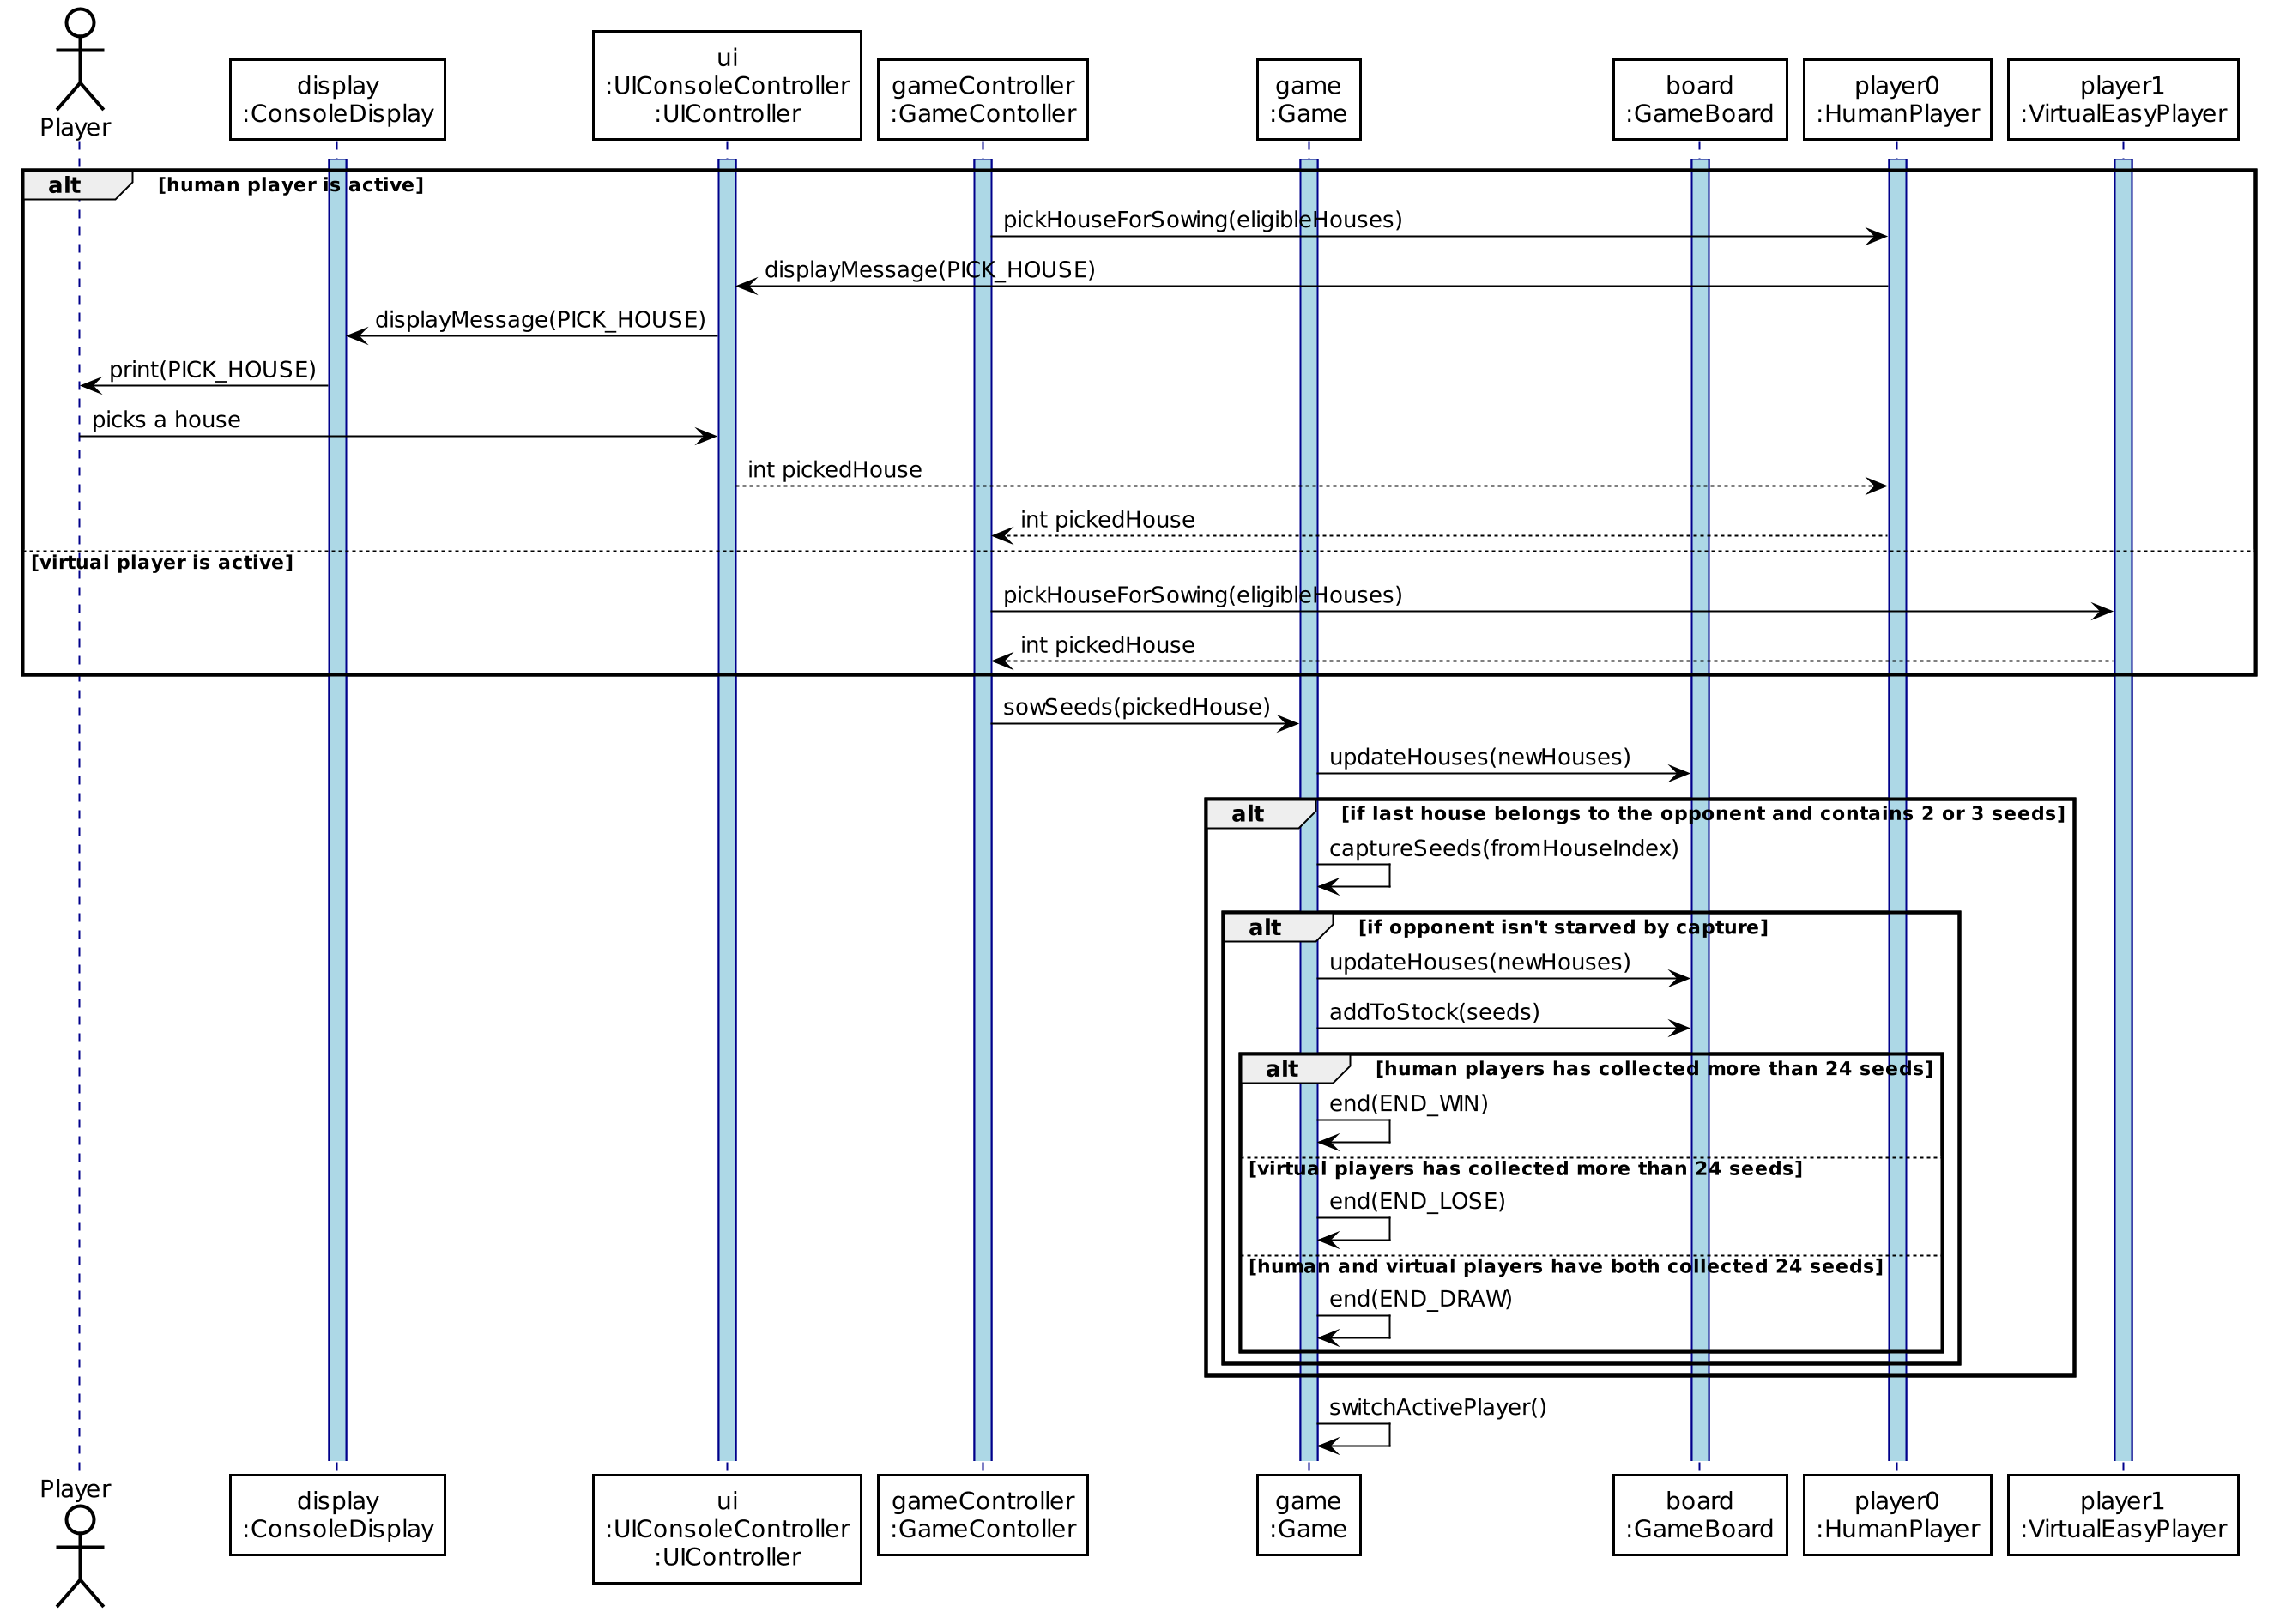 Player
display
:ConsoleDisplay
ui
:UIConsoleController
:UIController
gameController
:GameContoller
game
:Game
board
:GameBoard
player0
:HumanPlayer
player1
:VirtualEasyPlayer
alt [human player is active]
pickHouseForSowing(eligibleHouses)
displayMessage(PICK_HOUSE)
displayMessage(PICK_HOUSE)
print(PICK_HOUSE)
picks a house
int pickedHouse
int pickedHouse
[virtual player is active]
pickHouseForSowing(eligibleHouses)
int pickedHouse
sowSeeds(pickedHouse)
updateHouses(newHouses)
alt [if last house belongs to the opponent and contains 2 or 3 seeds]
captureSeeds(fromHouseIndex)
alt [if opponent isn't starved by capture]
updateHouses(newHouses)
addToStock(seeds)
alt [human players has collected more than 24 seeds]
end(END_WIN)
[virtual players has collected more than 24 seeds]
end(END_LOSE)
[human and virtual players have both collected 24 seeds]
end(END_DRAW)
switchActivePlayer()
Player
display
:ConsoleDisplay
ui
:UIConsoleController
:UIController
gameController
:GameContoller
game
:Game
board
:GameBoard
player0
:HumanPlayer
player1
:VirtualEasyPlayer